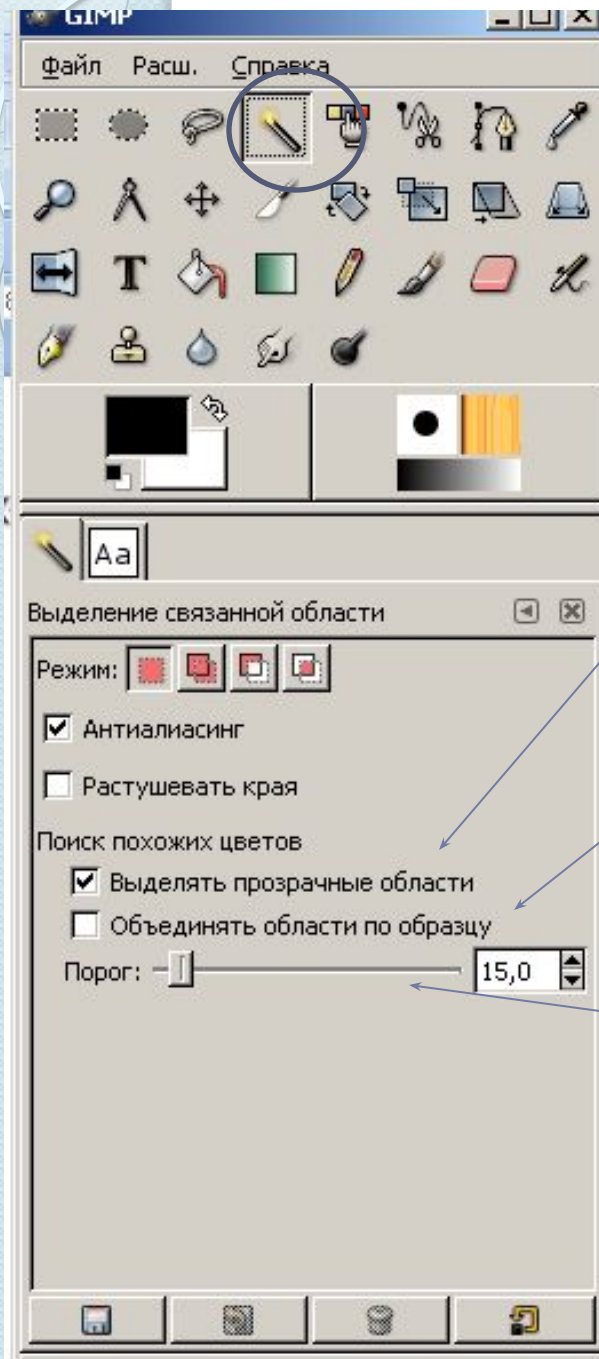 GIMP
Файл Расш. Справка
Aa
Выделение связанной области
Режим:
Антиалиасинг
Растушевать края
Поиск похожих цветов
Выделять прозрачные области
Объединять области по образцу
Порог: 15,0